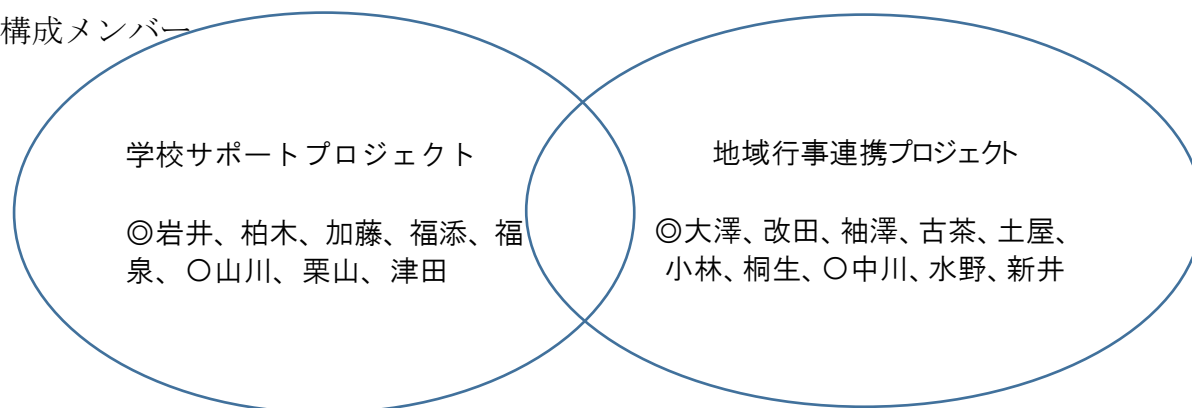 構成メンバー
学校サポートプロジェクト
◎岩井、柏木、加藤、福添、福
泉、〇山川、栗山、津田
地域行事連携プロジェクト
◎大澤、改田、袖澤、古茶、土屋、
小林、桐生、〇中川、水野、新井